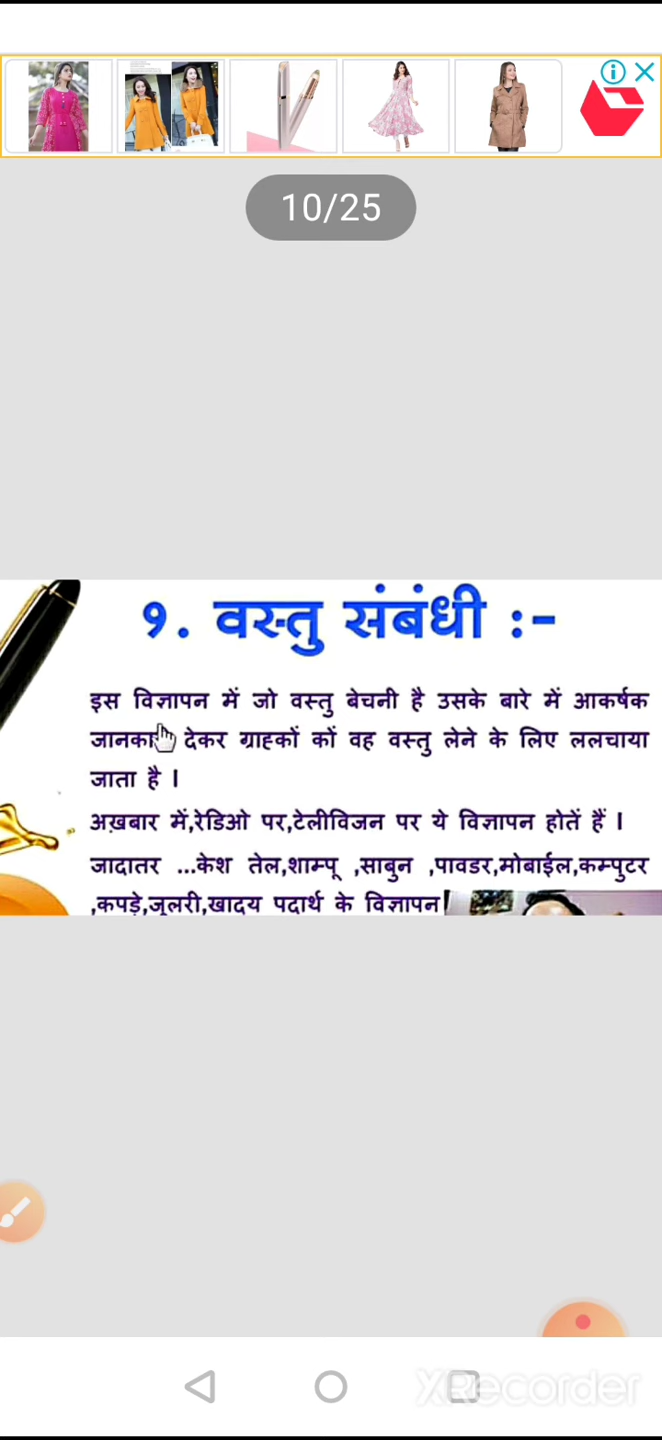 10/25
१. वस्तु संबंधी :-
इस विज्ञापन में जो वस्तु बेचनी है उसके बारे में आकर्षक
देकर ग्राहकों कों वह वस्तु लेने के लिए ललचाया
जाता है ।
अख़बार में,रेडिओ पर,टेलीविजन पर ये विज्ञापन होतें हैं ।
जादातर ...केश तेल,शाम्पू ,साबुन ,पावडर,मोबाईल,कम्पुटर
,कपड़े,जूलरी,खादय पदार्थ के विज्ञापन
XRecorder